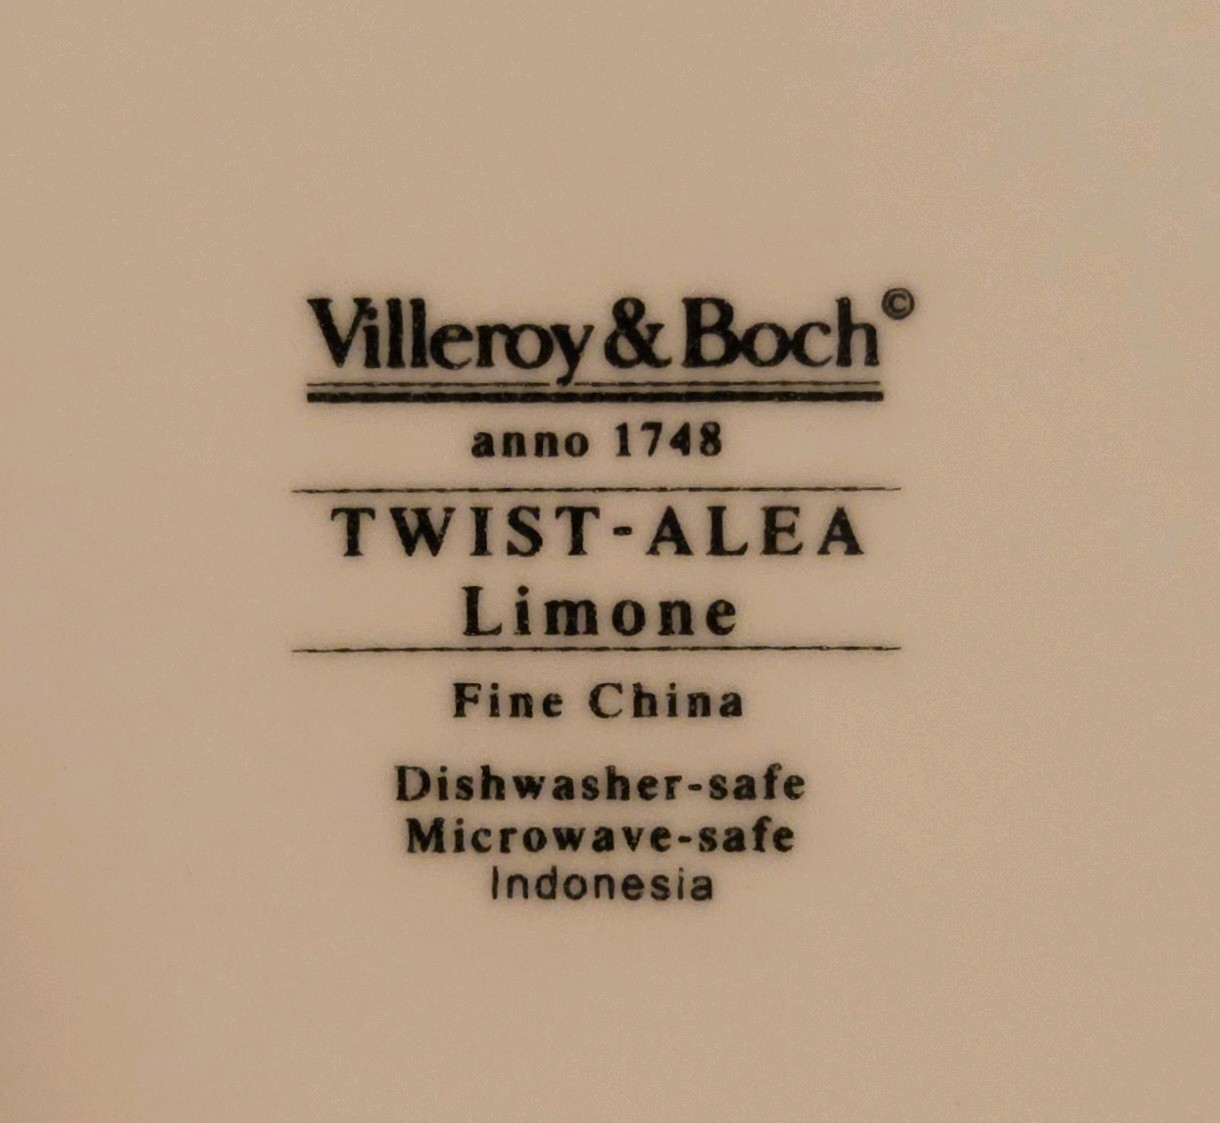 Villeroy & Boch©
anno 1748
TWIST-ALEA
Limone
Fine China
Dishwasher-safe
Microwave-safe
Indonesia